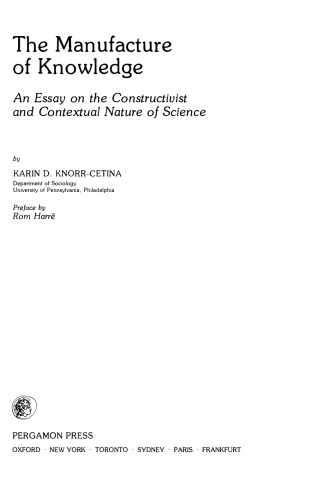 The Manufacture
of Knowledge
An Essay on the Constructivist
and Contextual Nature of Science
by
KARIN D. KNORR-CETINA
Department of Sociology
University of Pennsylvania, Philadelphia
Preface by
Rom Harré
PERGAMON PRESS
OXFORD · NEW YORK · TORONTO · SYDNEY · PARIS · FRANKFURT